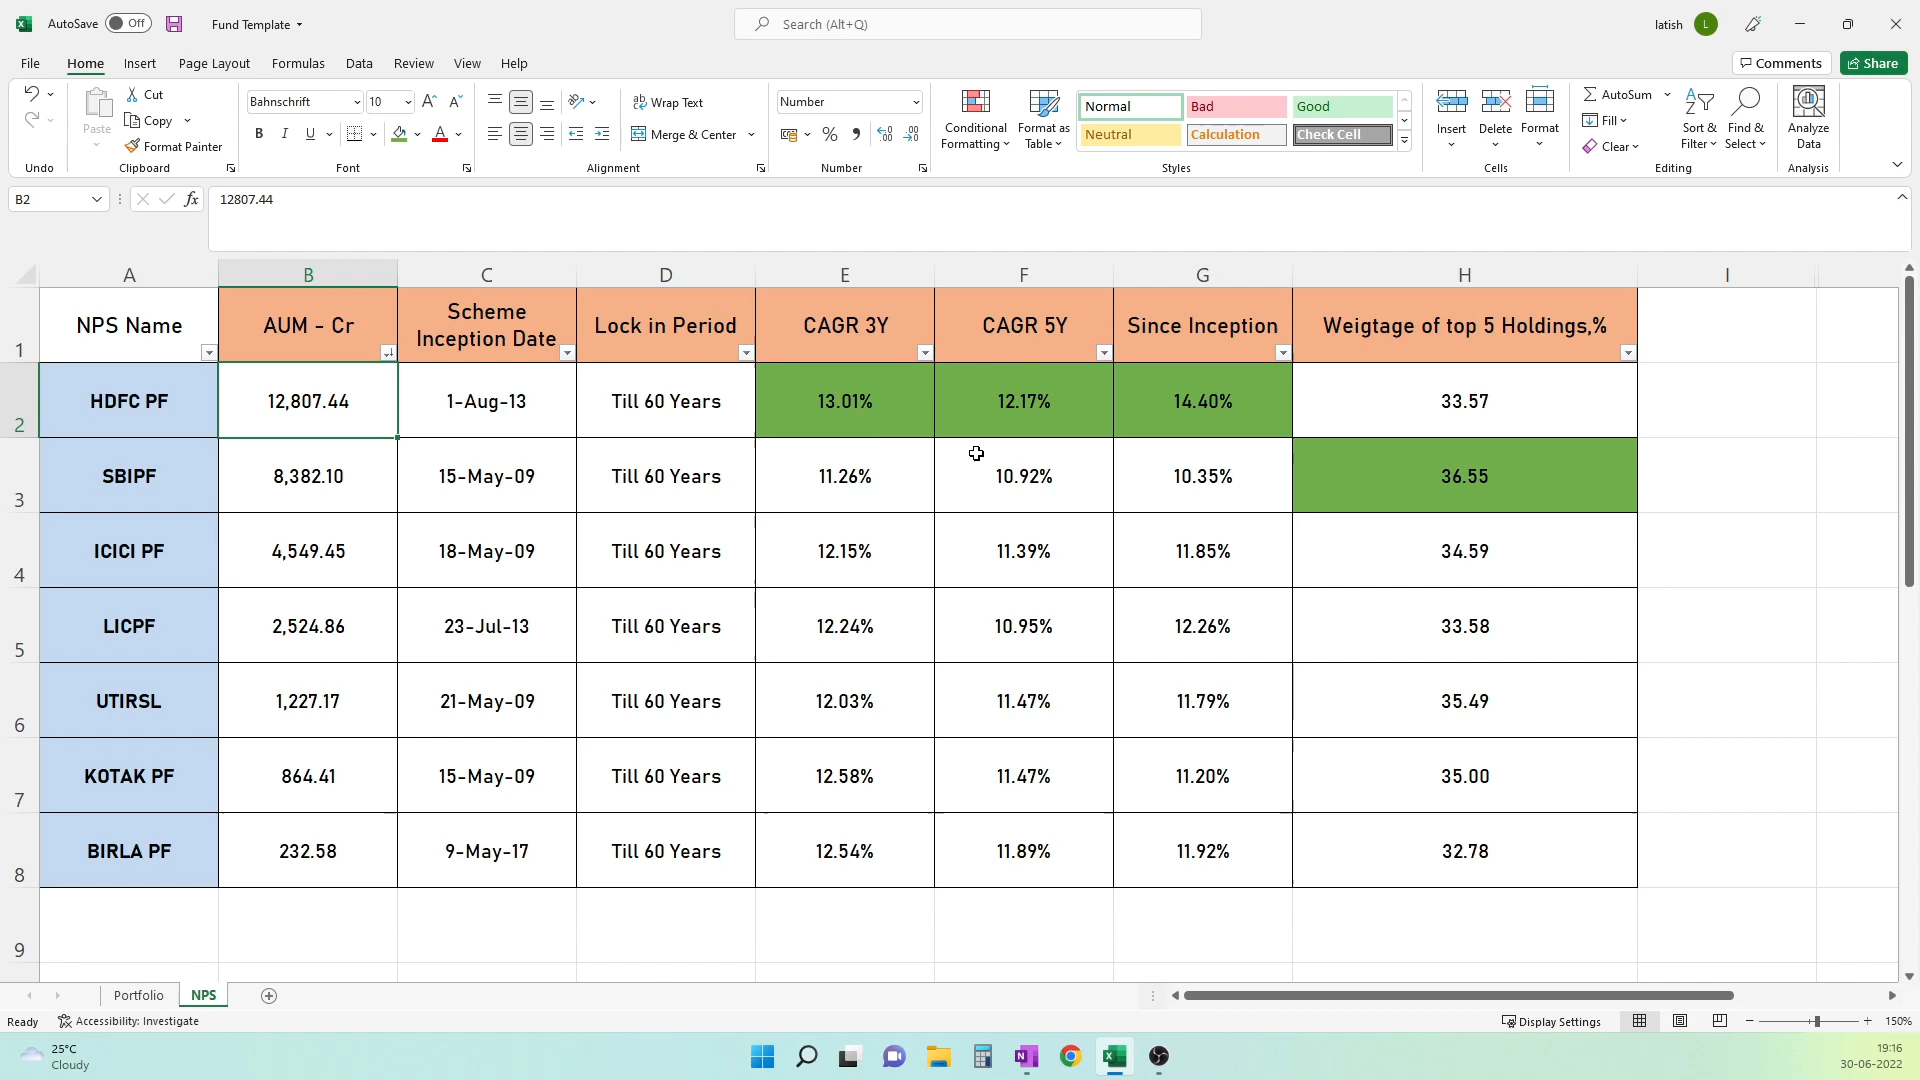 AutoSave Off Fund Template Search (Alt+Q) latish L
File Home Insert Page Layout Formulas Data Review View Help Comments Share
Cut
Copy
Format Painter
Paste
Undo Clipboard
Bahnschrift 10
B I U A
Font
Wrap Text
Merge & Center
Alignment
Number
Number
Conditional Formatting
Format as Table
Normal Bad Good
Neutral Calculation Check Cell
Styles
Insert Delete Format
Cells
AutoSum
Fill
Clear
Sort & Filter
Find & Select
Editing
Analyze Data
Analysis
B2 fx 12807.44
A B C D E F G H I
1 NPS Name AUM - Cr Scheme Inception Date Lock in Period CAGR 3Y CAGR 5Y Since Inception Weigtage of top 5 Holdings,%
2 HDFC PF 12,807.44 1-Aug-13 Till 60 Years 13.01% 12.17% 14.40% 33.57
3 SBIPF 8,382.10 15-May-09 Till 60 Years 11.26% 10.92% 10.35% 36.55
4 ICICI PF 4,549.45 18-May-09 Till 60 Years 12.15% 11.39% 11.85% 34.59
5 LICPF 2,524.86 23-Jul-13 Till 60 Years 12.24% 10.95% 12.26% 33.58
6 UTIRSL 1,227.17 21-May-09 Till 60 Years 12.03% 11.47% 11.79% 35.49
7 KOTAK PF 864.41 15-May-09 Till 60 Years 12.58% 11.47% 11.20% 35.00
8 BIRLA PF 232.58 9-May-17 Till 60 Years 12.54% 11.89% 11.92% 32.78
9
Portfolio NPS
Ready Accessibility: Investigate Display Settings 150%
25°C
Cloudy
19:16
30-06-2022